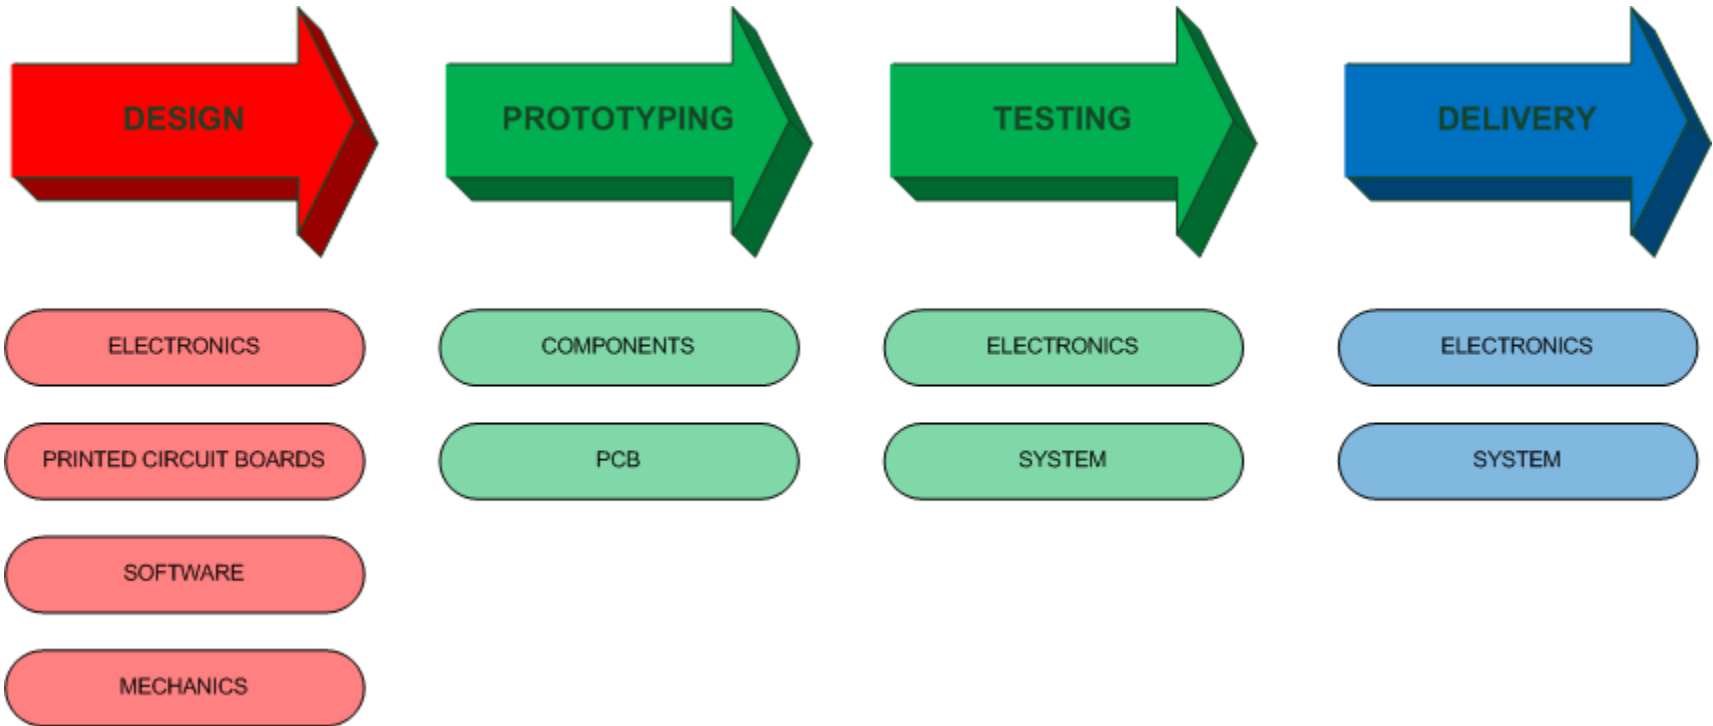 DESIGN
PROTOTYPING
TESTING
DELIVERY
ELECTRONICS
COMPONENTS
ELECTRONICS
ELECTRONICS
PRINTED CIRCUIT BOARDS
PCB
SYSTEM
SYSTEM
SOFTWARE
MECHANICS